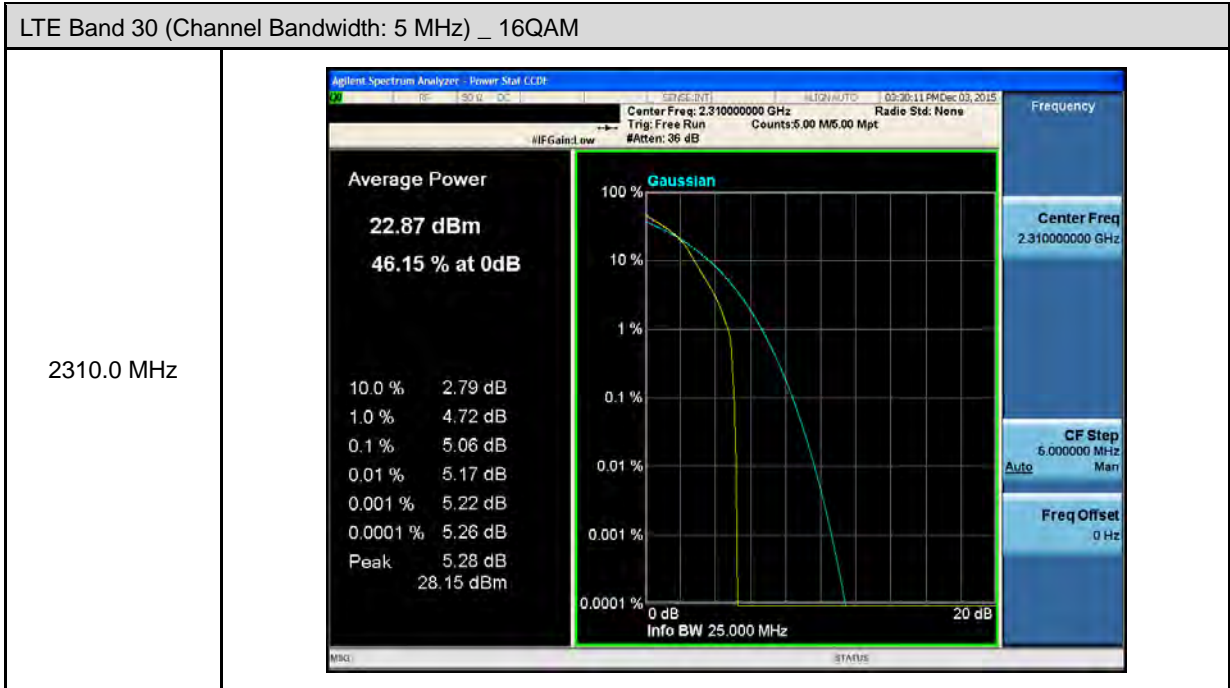 LTE Band 30 (Channel Bandwidth: 5 MHz) _ 16QAM
2310.0 MHz
Agilent Spectrum Analyzer - Power Stat CCDF
RF 50 Ω DC SENSE:INT ALIGN AUTO 03:30:11 PM Dec 03, 2015
Center Freq: 2.310000000 GHz Radio Std: None
Trig: Free Run Counts:5.00 M/5.00 Mpt
#IFGain:Low #Atten: 36 dB
Average Power
22.87 dBm
46.15 % at 0dB
10.0 % 2.79 dB
1.0 % 4.72 dB
0.1 % 5.06 dB
0.01 % 5.17 dB
0.001 % 5.22 dB
0.0001 % 5.26 dB
Peak 5.28 dB
28.15 dBm
Gaussian
100 %
10 %
1 %
0.1 %
0.01 %
0.001 %
0.0001 %
0 dB 20 dB
Info BW 25.000 MHz
Frequency
Center Freq
2.310000000 GHz
CF Step
5.000000 MHz
Auto Man
Freq Offset
0 Hz
MSG STATUS